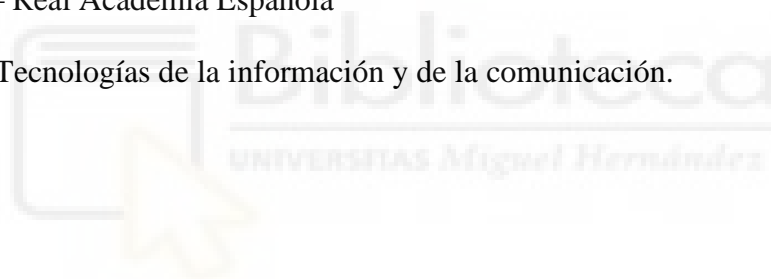 - Real Academia Española
Tecnologías de la información y de la comunicación.
Biblioteca
UNIVERSITAS Miguel Hernández